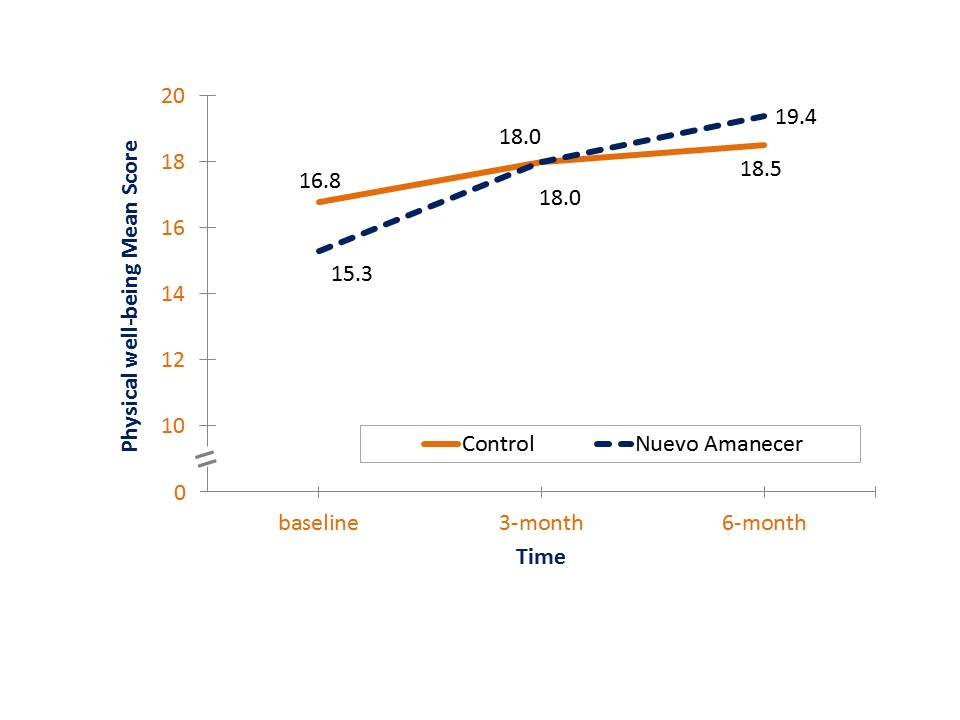 Physical well-being Mean Score
20
18
16
14
12
10
0
16.8
18.0
19.4
18.5
18.0
15.3
Control
Nuevo Amanecer
baseline
3-month
6-month
Time